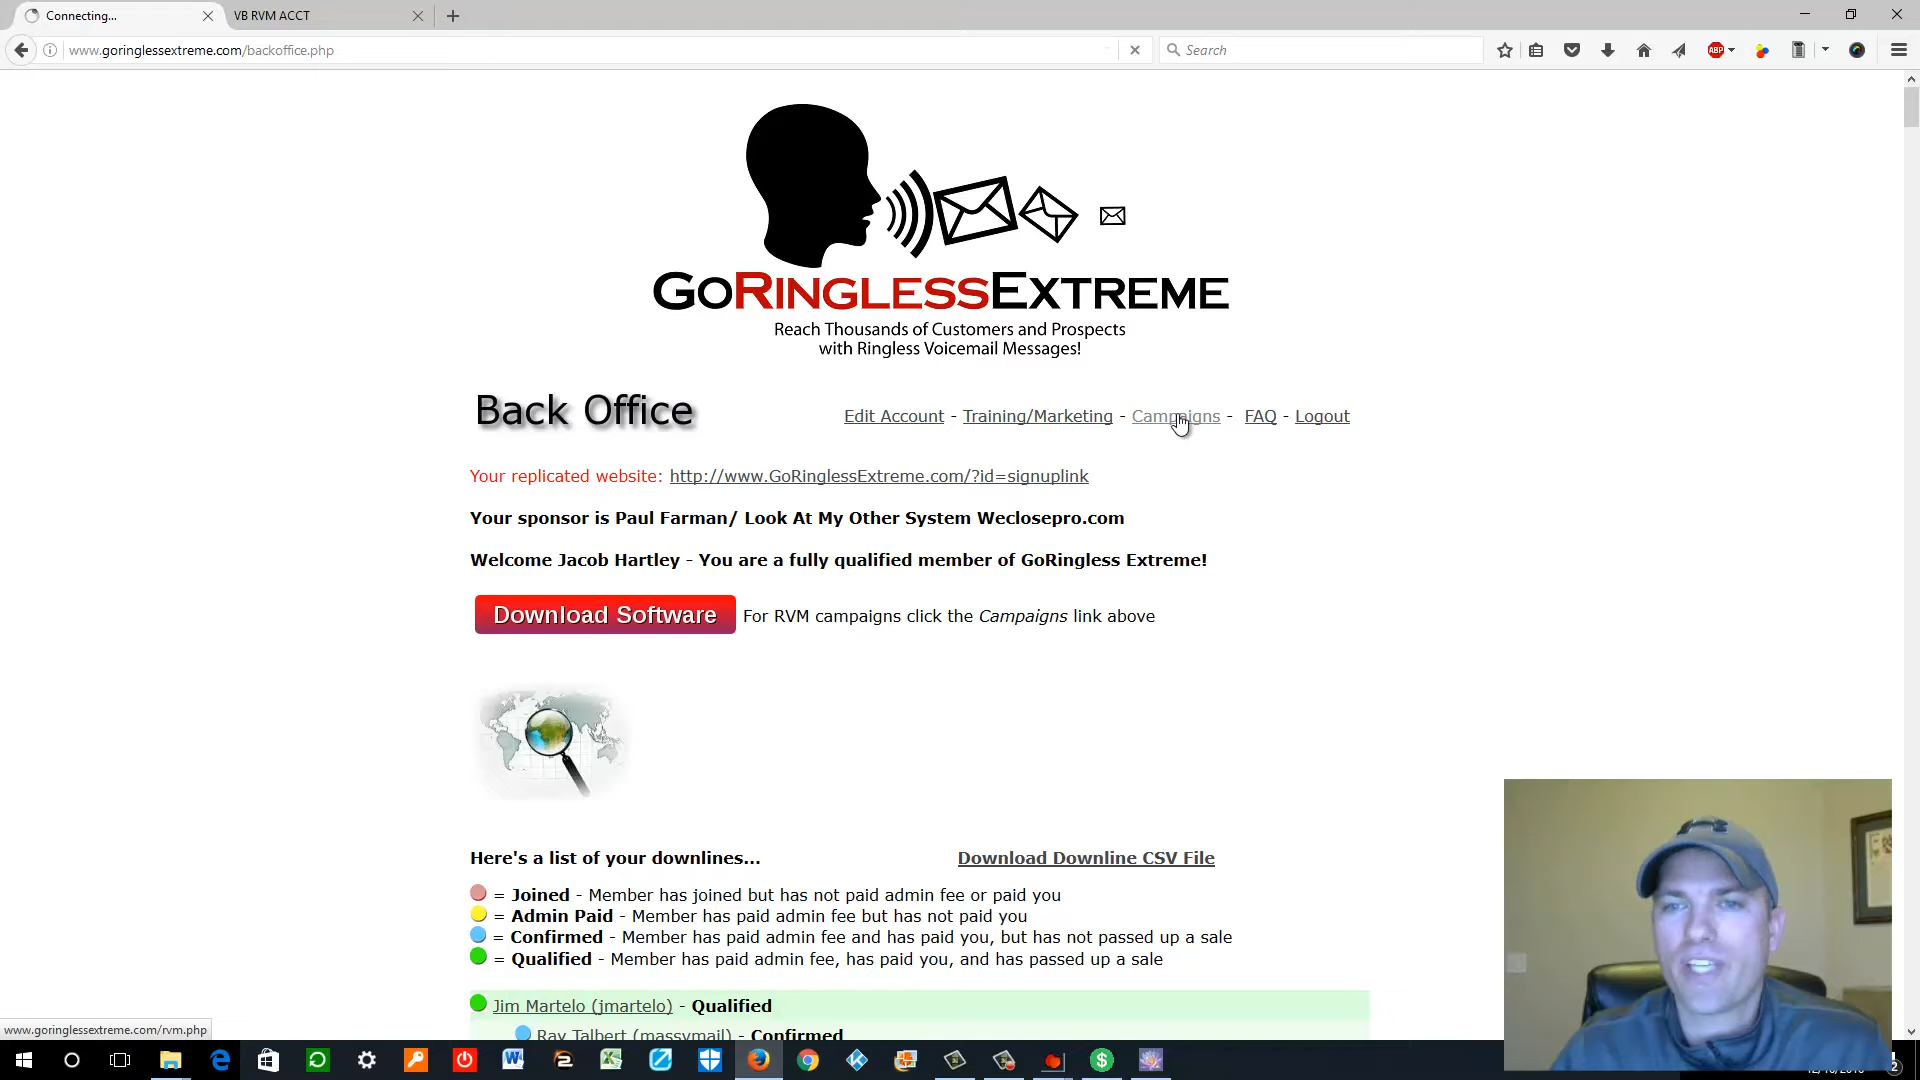 Connecting...
VB RVM ACCT
www.goringlessextreme.com/backoffice.php
Search
ABP
GoRinglessExtreme
Reach Thousands of Customers and Prospects
with Ringless Voicemail Messages!
Back Office
Edit Account - Training/Marketing - Campaigns - FAQ - Logout
Your replicated website: http://www.GoRinglessExtreme.com/?id=signuplink
Your sponsor is Paul Farman/ Look At My Other System Weclosepro.com
Welcome Jacob Hartley - You are a fully qualified member of GoRingless Extreme!
Download Software For RVM campaigns click the Campaigns link above
Here's a list of your downlines... Download Downline CSV File
= Joined - Member has joined but has not paid admin fee or paid you
= Admin Paid - Member has paid admin fee but has not paid you
= Confirmed - Member has paid admin fee and has paid you, but has not passed up a sale
= Qualified - Member has paid admin fee, has paid you, and has passed up a sale
Jim Martelo (jmartelo) - Qualified
Ray Talbert (massymail) - Confirmed
www.goringlessextreme.com/rvm.php